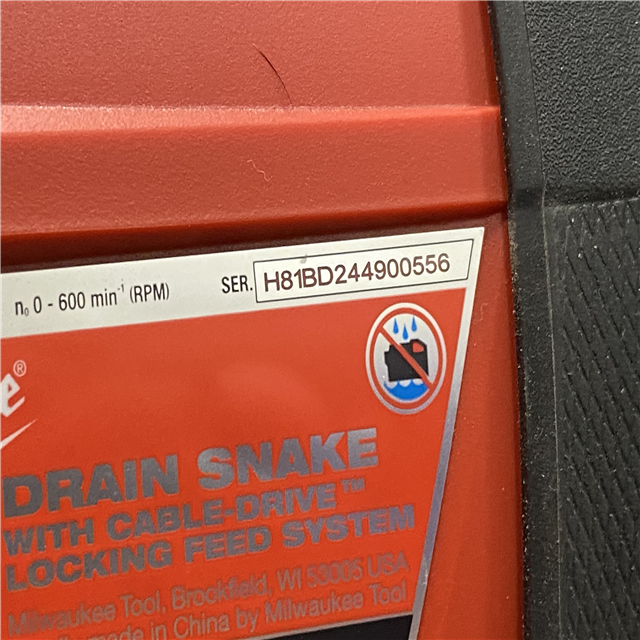 n₀ 0 - 600 min⁻¹ (RPM) SER. H81BD244900556
e®
DRAIN SNAKE
WITH CABLE-DRIVE™
LOCKING FEED SYSTEM
Milwaukee Tool, Brookfield, WI 53005 USA
made in China by Milwaukee Tool